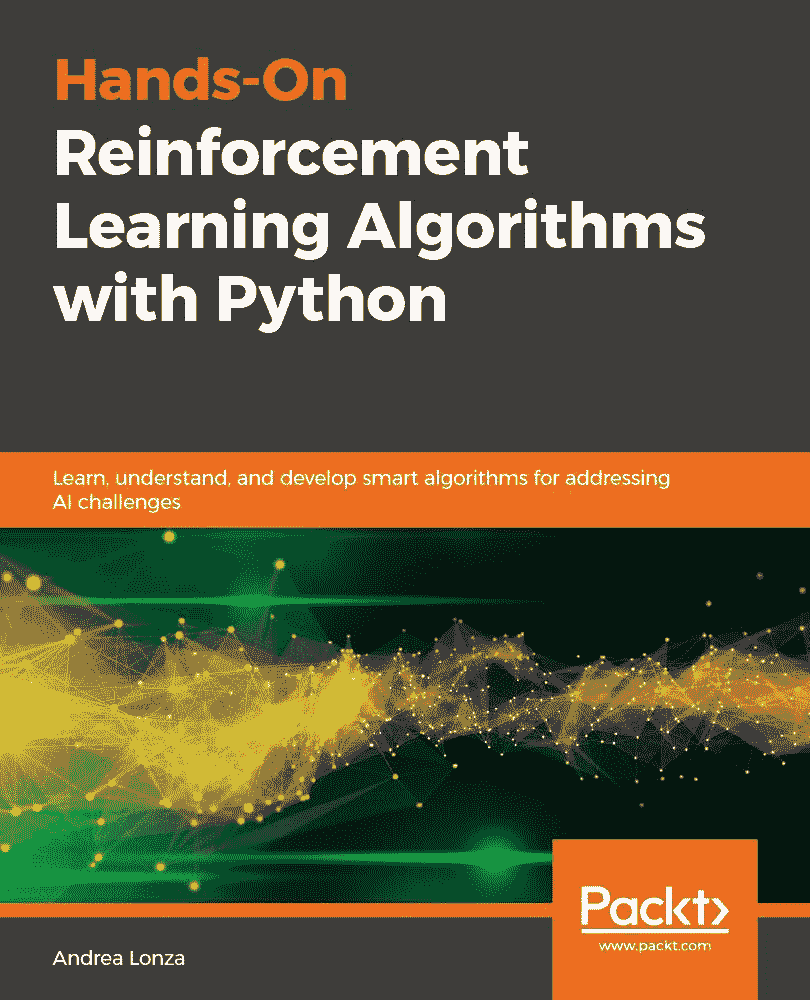 Hands-On
Reinforcement
Learning Algorithms
with Python
Learn, understand, and develop smart algorithms for addressing
AI challenges
Packt>
www.packt.com
Andrea Lonza